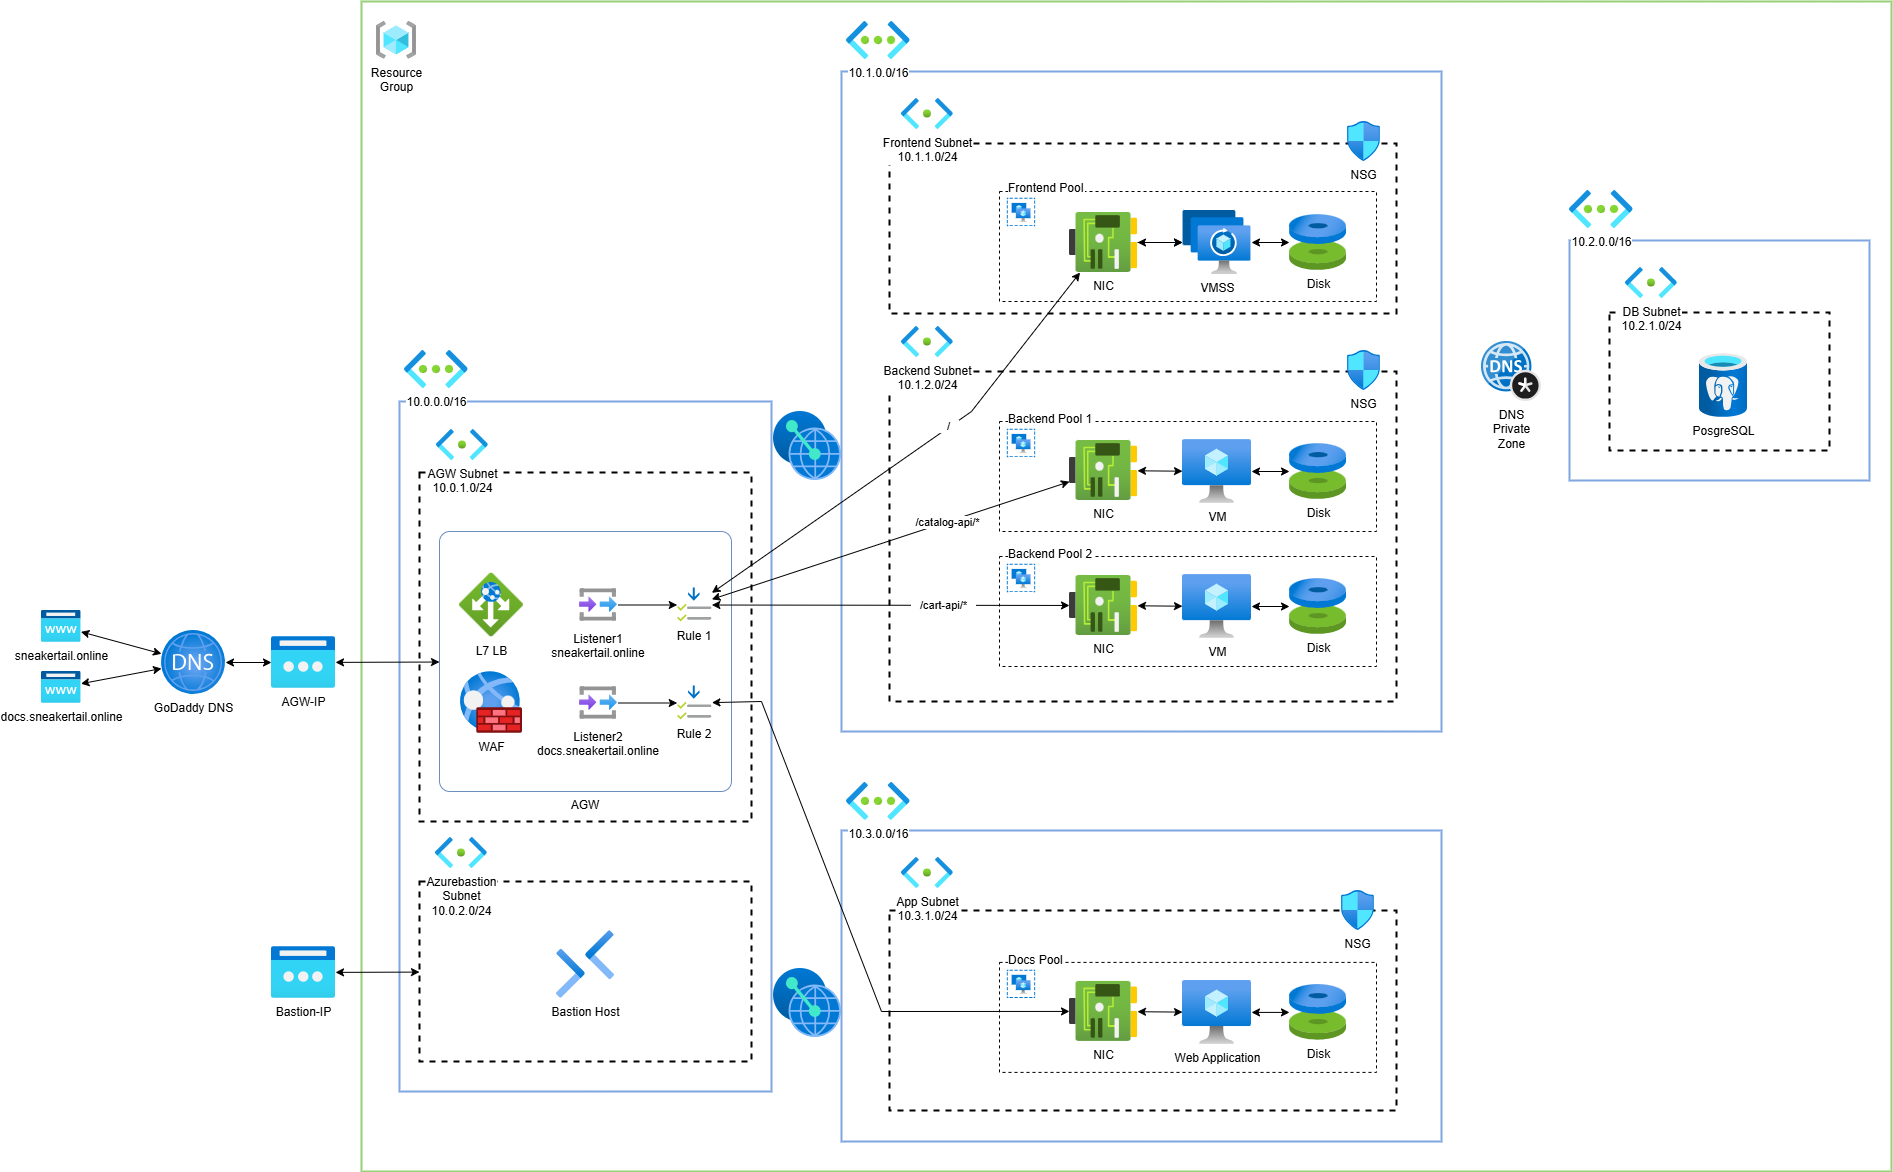 Resource
Group
10.1.0.0/16
Frontend Subnet
10.1.1.0/24
NSG
Frontend Pool
NIC
VMSS
Disk
Backend Subnet
10.1.2.0/24
NSG
Backend Pool 1
NIC
VM
Disk
Backend Pool 2
NIC
VM
Disk
/
/catalog-api/*
/cart-api/*
DNS
*
DNS
Private
Zone
10.2.0.0/16
DB Subnet
10.2.1.0/24
PosgreSQL
10.0.0.0/16
AGW Subnet
10.0.1.0/24
L7 LB
Listener1
sneakertail.online
Rule 1
WAF
Listener2
docs.sneakertail.online
Rule 2
AGW
www
sneakertail.online
www
docs.sneakertail.online
DNS
GoDaddy DNS
AGW-IP
Azurebastion
Subnet
10.0.2.0/24
Bastion Host
Bastion-IP
10.3.0.0/16
App Subnet
10.3.1.0/24
NSG
Docs Pool
NIC
Web Application
Disk